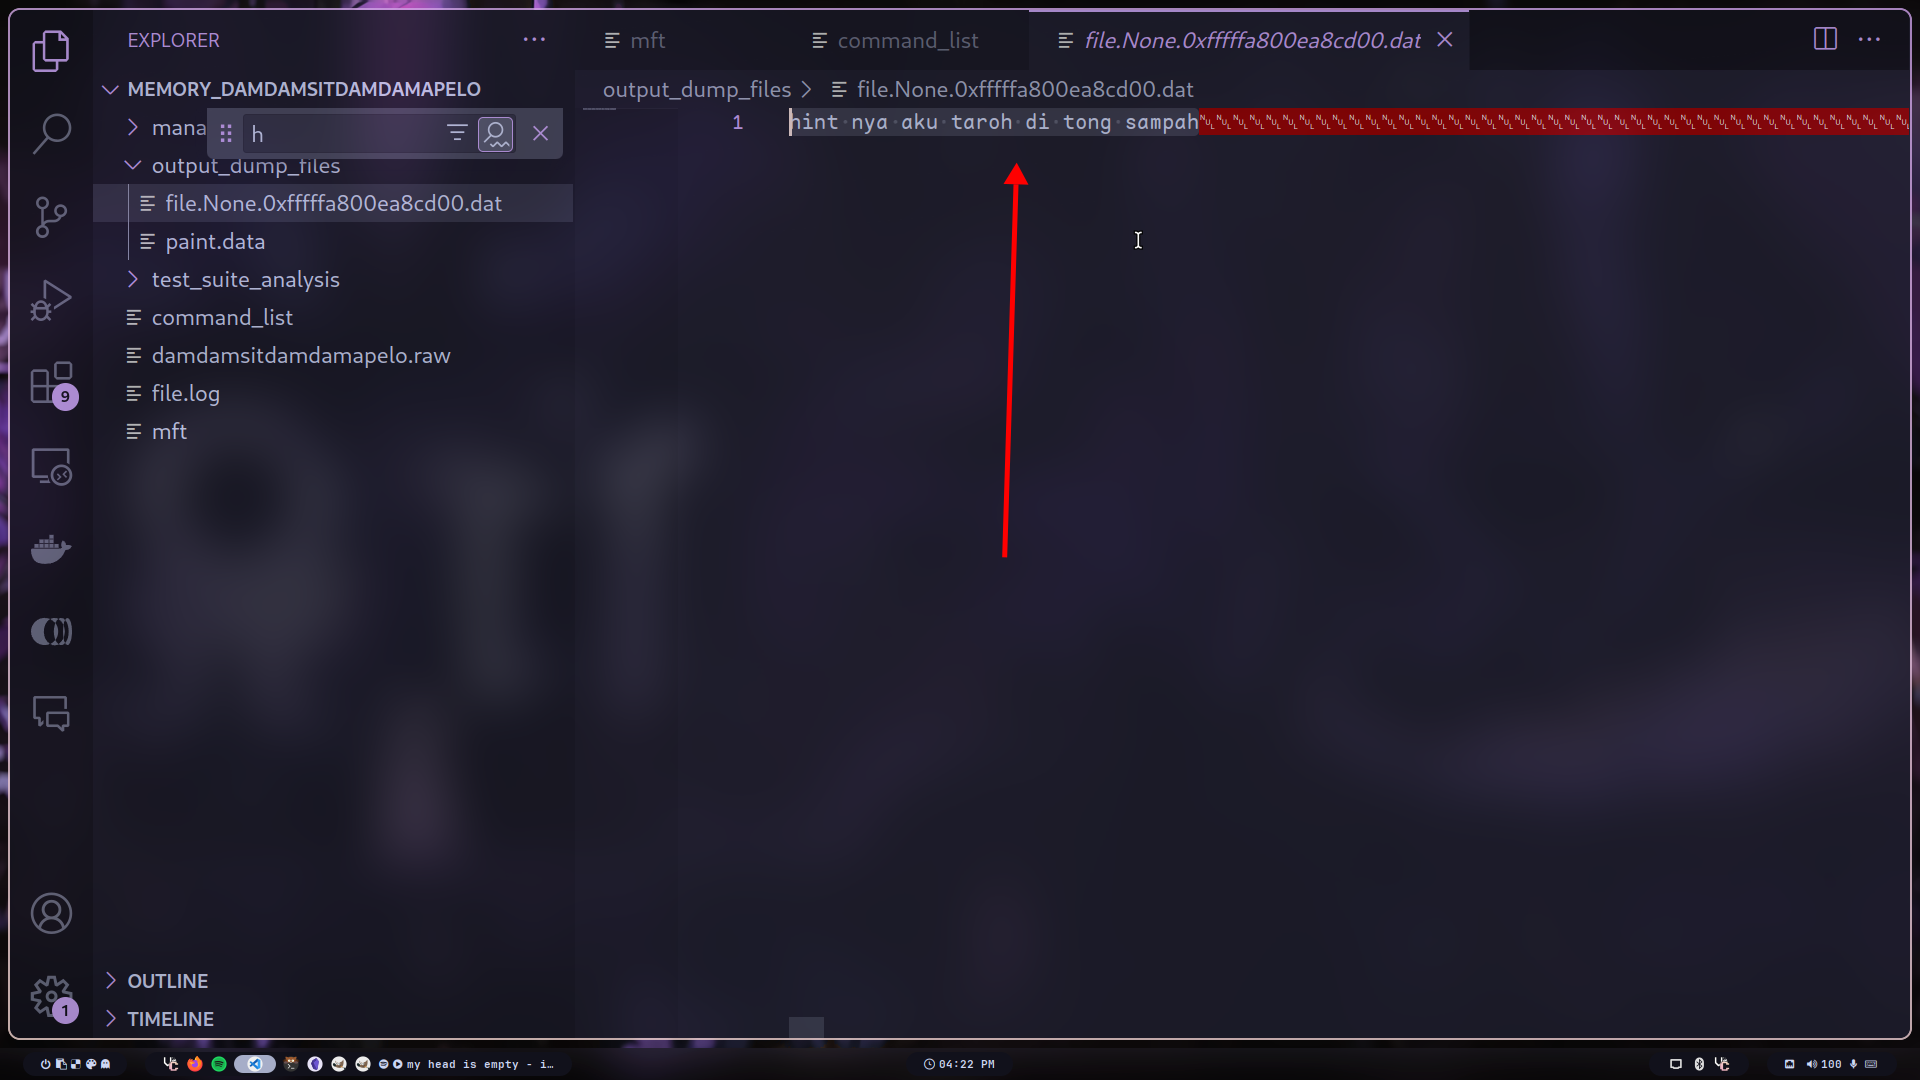 EXPLORER
mft
command_list
file.None.0xfffffa800ea8cd00.dat
MEMORY_DAMDAMSITDAMDAMAPELO
output_dump_files
file.None.0xfffffa800ea8cd00.dat
mana
h
1
hint nya aku taroh di tong sampah
output_dump_files
file.None.0xfffffa800ea8cd00.dat
paint.data
test_suite_analysis
command_list
damdamsitdamdamapelo.raw
9
file.log
mft
OUTLINE
1
TIMELINE
my head is empty - i…
04:22 PM
100